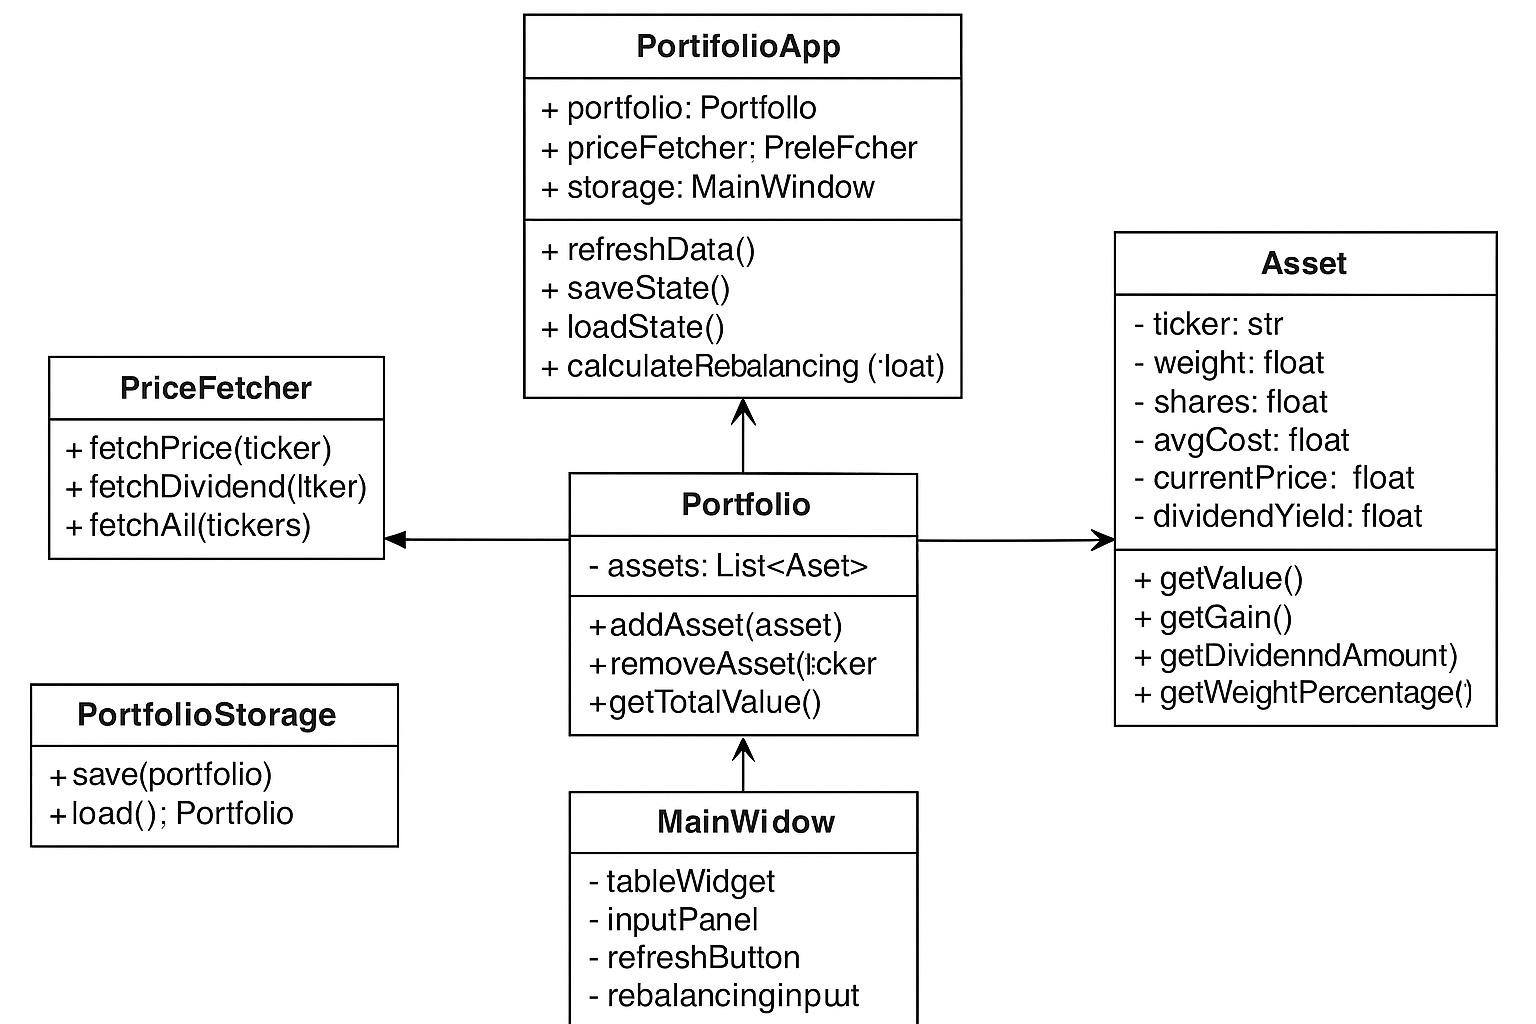 PortifolioApp
+ portfolio: Portfollo
+ priceFetcher; PreleFcher
+ storage: MainWindow
+ refreshData()
+ saveState()
+ loadState()
+ calculateRebalancing (loat)
Asset
- ticker: str
- weight: float
- shares: float
- avgCost: float
- currentPrice: float
- dividendYield: float
+ getValue()
+ getGain()
+ getDividenndAmount)
+ getWeightPercentage()
PriceFetcher
+ fetchPrice(ticker)
+ fetchDividend(ltker)
+ fetchAil(tickers)
Portfolio
- assets: List<Aset>
+addAsset(asset)
+removeAsset(lcker
+getTotalValue()
PortfolioStorage
+save(portfolio)
+load(); Portfolio
MainWidow
- tableWidget
- inputPanel
- refreshButton
- rebalancinginput